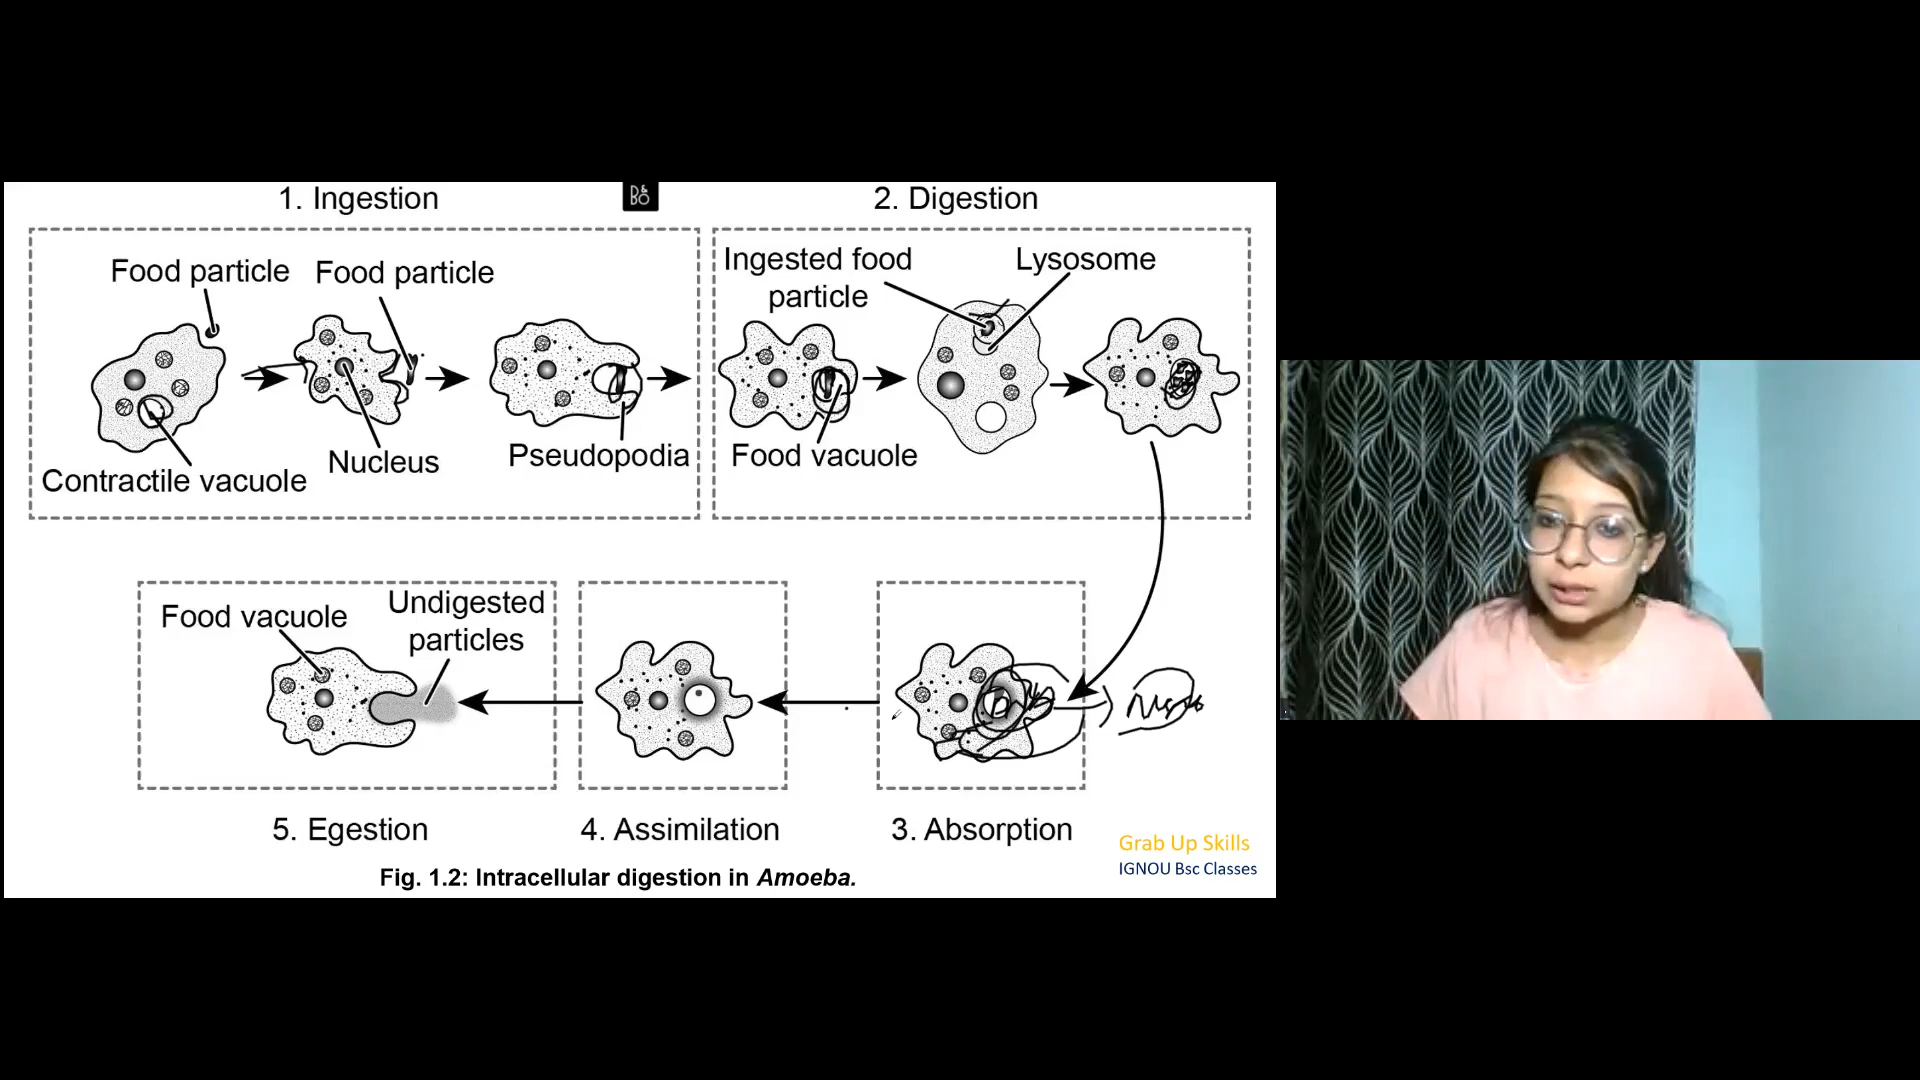 1. Ingestion
2. Digestion
Food particle
Food particle
Contractile vacuole
Nucleus
Pseudopodia
Ingested food
particle
Lysosome
Food vacuole
Food vacuole
Undigested
particles
5. Egestion
4. Assimilation
3. Absorption
Fig. 1.2: Intracellular digestion in Amoeba.
Grab Up Skills
IGNOU Bsc Classes